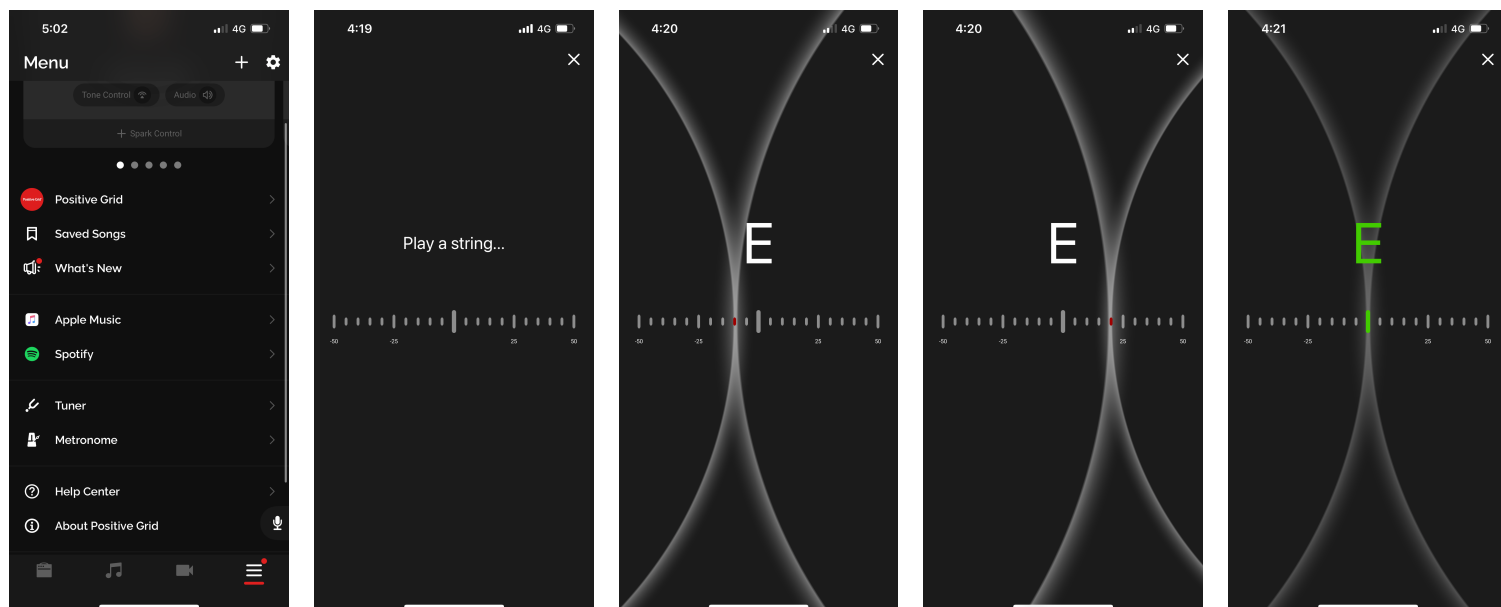 5:02
4G
Menu
Tone Control
Audio
Spark Control
Positive Grid
Positive Grid
Saved Songs
What's New
Apple Music
Spotify
Tuner
Metronome
Help Center
About Positive Grid
4:19
4G
Play a string...
-50 -25 25 50
4:20
4G
E
-50 -25 25 50
4:20
4G
E
-50 -25 25 50
4:21
4G
E
-50 -25 25 50